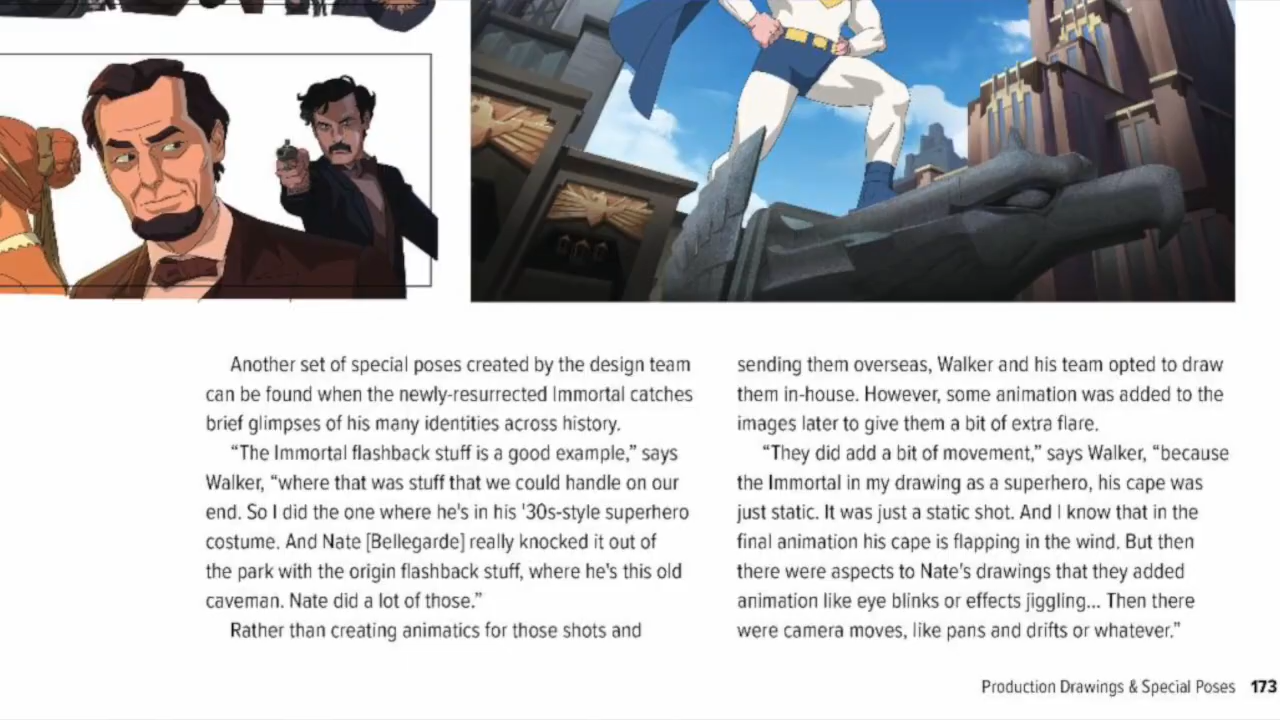 Another set of special poses created by the design team
can be found when the newly-resurrected Immortal catches
brief glimpses of his many identities across history.
“The Immortal flashback stuff is a good example,” says
Walker, “where that was stuff that we could handle on our
end. So I did the one where he's in his '30s-style superhero
costume. And Nate [Bellegarde] really knocked it out of
the park with the origin flashback stuff, where he's this old
caveman. Nate did a lot of those.”
Rather than creating animatics for those shots and
sending them overseas, Walker and his team opted to draw
them in-house. However, some animation was added to the
images later to give them a bit of extra flare.
“They did add a bit of movement,” says Walker, “because
the Immortal in my drawing as a superhero, his cape was
just static. It was just a static shot. And I know that in the
final animation his cape is flapping in the wind. But then
there were aspects to Nate's drawings that they added
animation like eye blinks or effects jiggling... Then there
were camera moves, like pans and drifts or whatever.”
Production Drawings & Special Poses 173